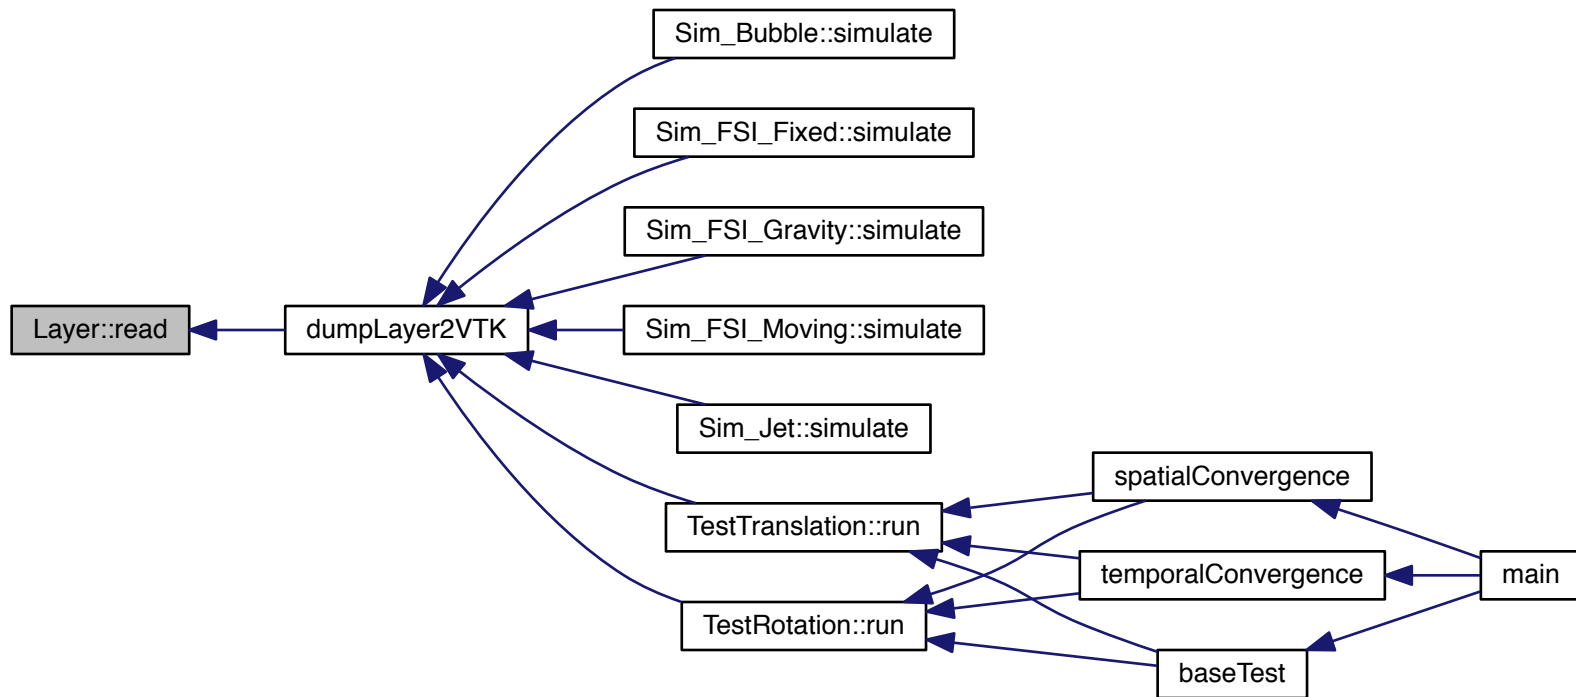 Sim_Bubble::simulate
Sim_FSI_Fixed::simulate
Sim_FSI_Gravity::simulate
Layer::read
dumpLayer2VTK
Sim_FSI_Moving::simulate
Sim_Jet::simulate
spatialConvergence
TestTranslation::run
temporalConvergence
main
TestRotation::run
baseTest